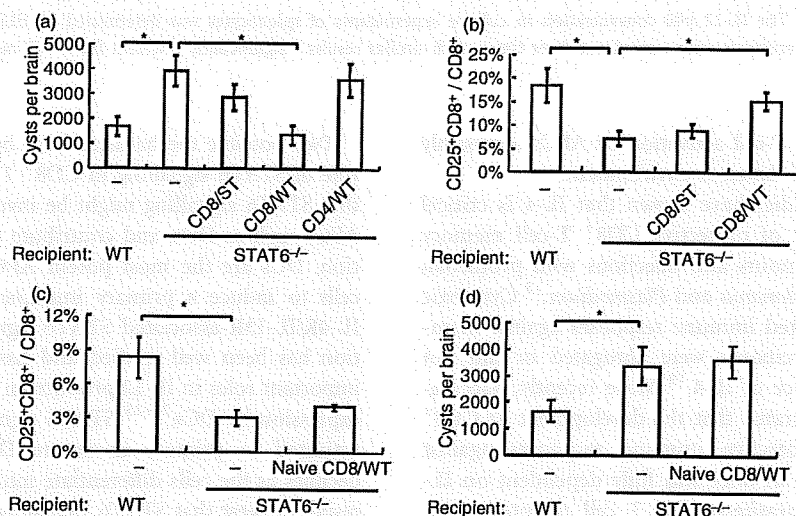 (a)
*
*
Cysts per brain
5000
4000
3000
2000
1000
0
–
–
CD8/ST
CD8/WT
CD4/WT
Recipient: WT
STAT6–/–
(b)
*
*
CD25+CD8+ / CD8+
25%
20%
15%
10%
5%
0%
–
–
CD8/ST
CD8/WT
Recipient: WT
STAT6–/–
(c)
*
CD25+CD8+ / CD8+
12%
9%
6%
3%
0%
–
–
Naive CD8/WT
Recipient: WT
STAT6–/–
(d)
*
Cysts per brain
5000
4000
3000
2000
1000
0
–
–
Naive CD8/WT
Recipient: WT
STAT6–/–